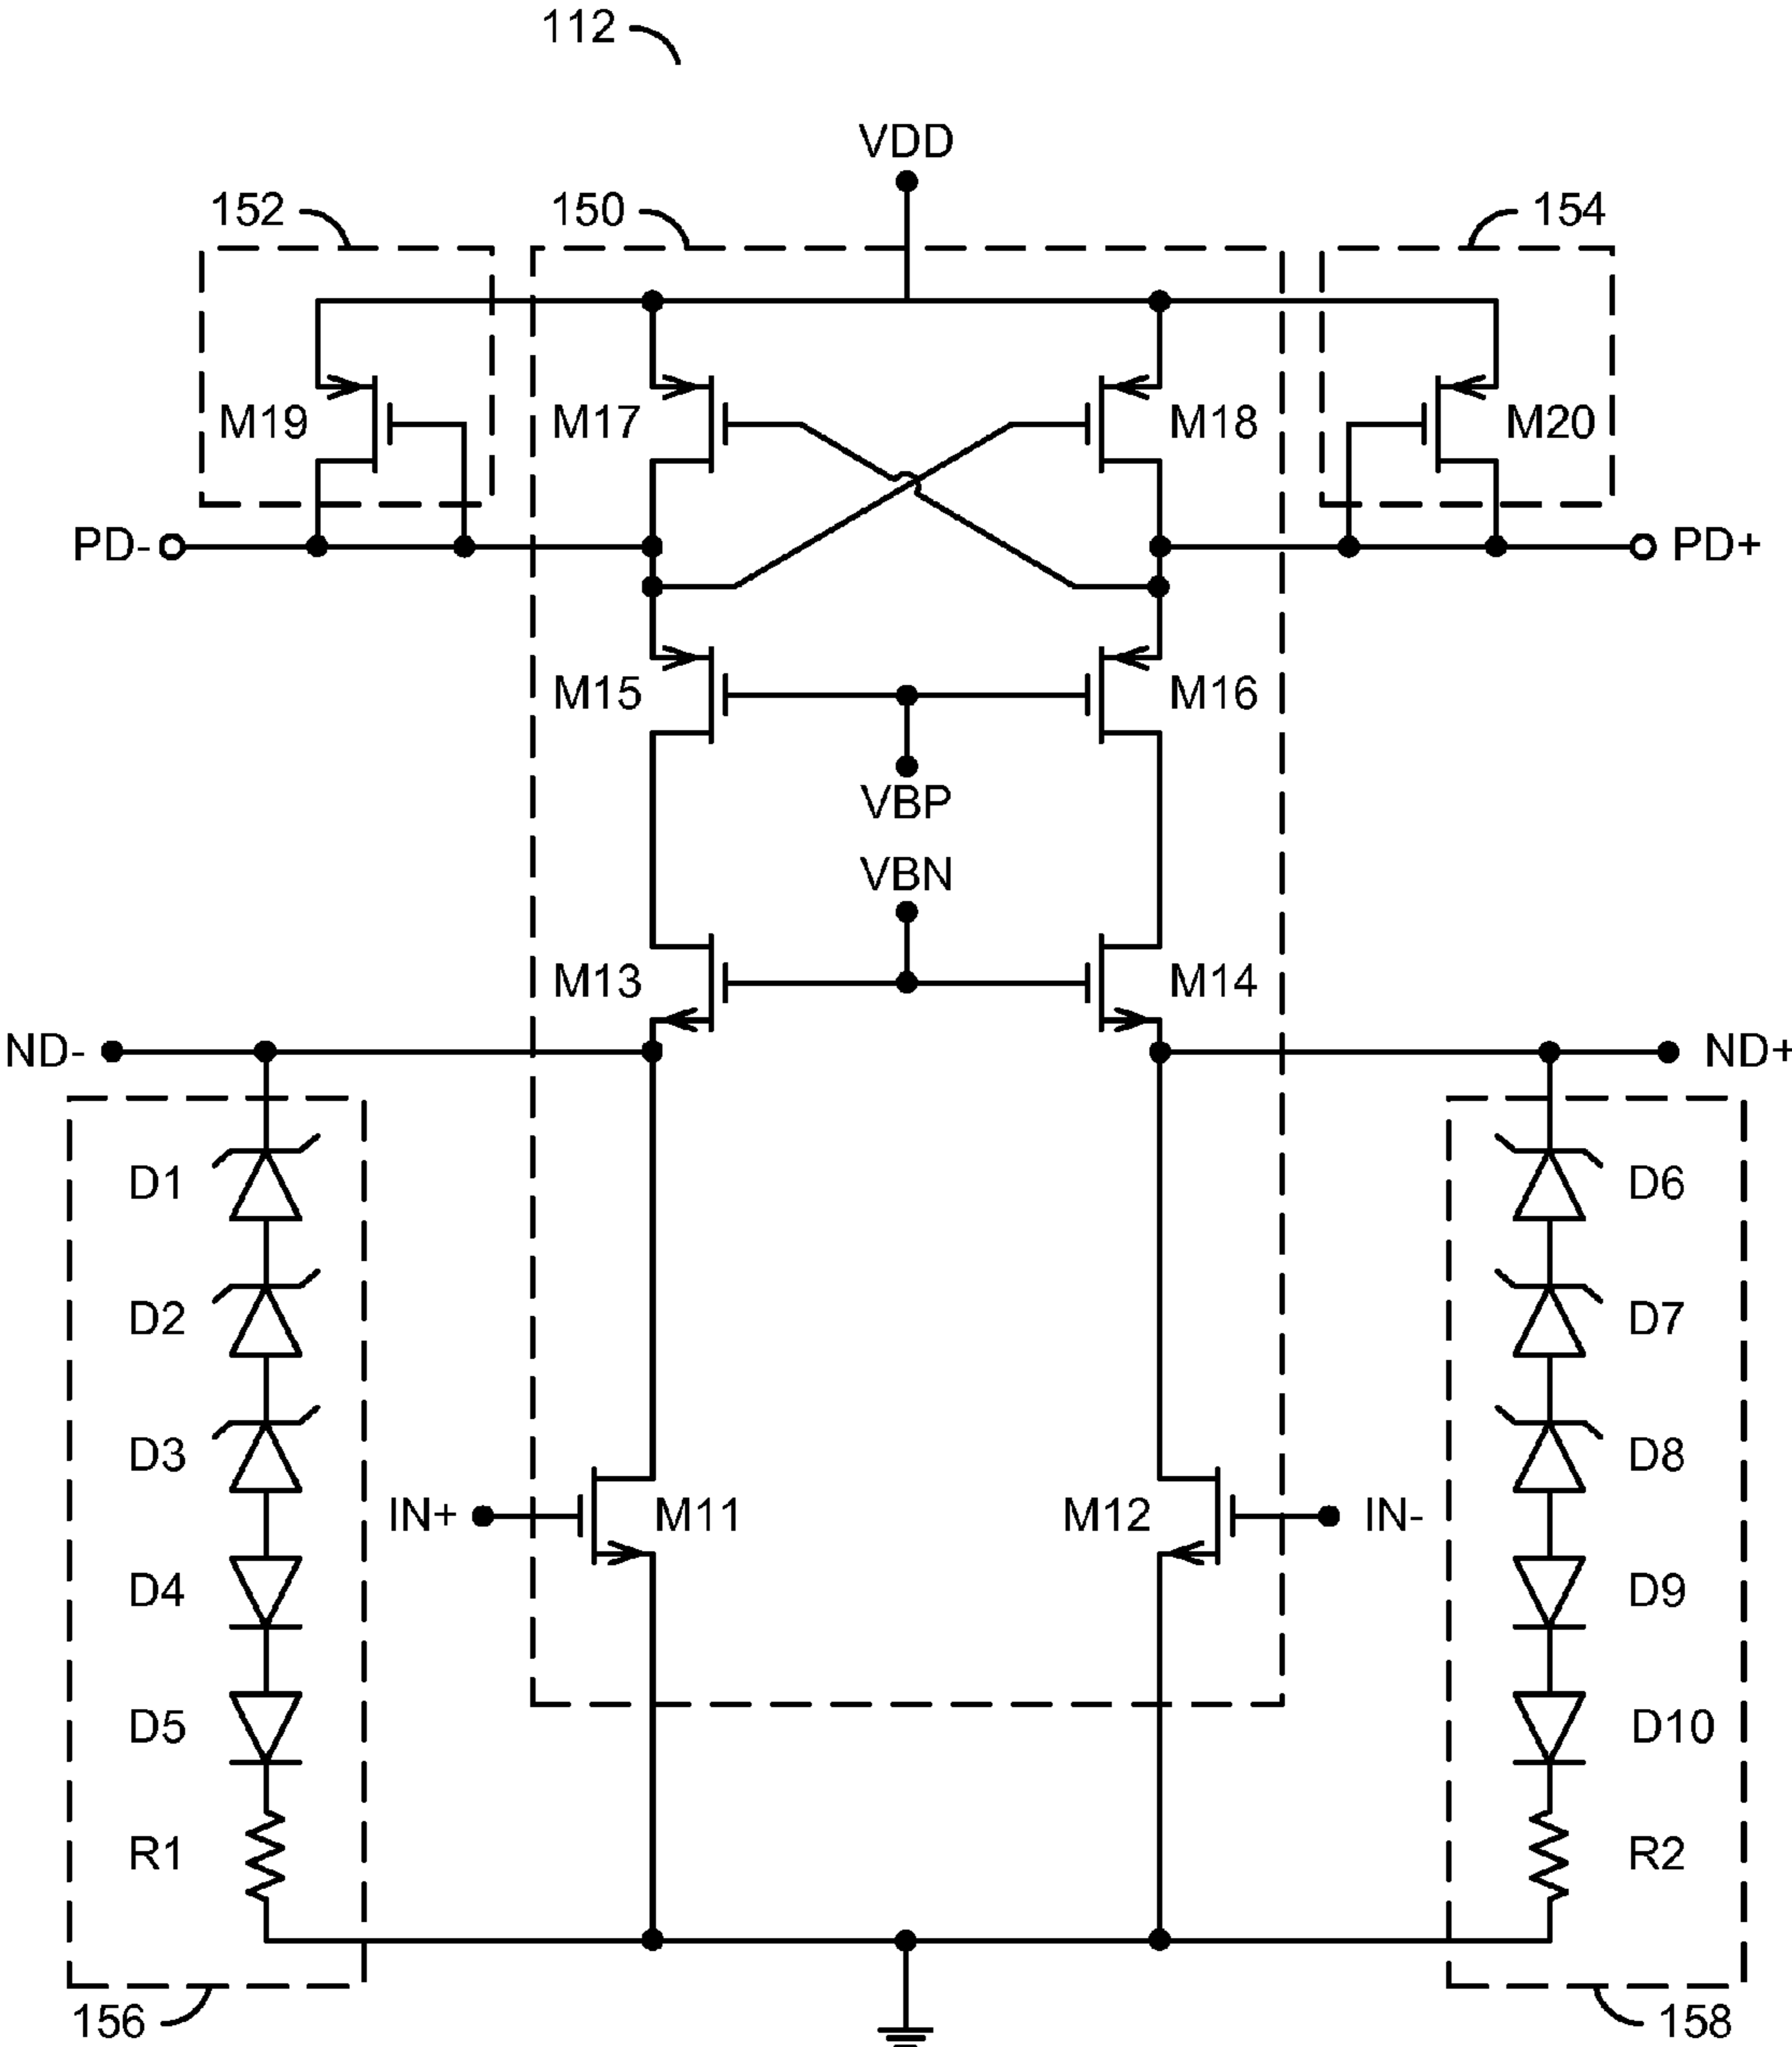 112
VDD
152
150
154
M19
M17
M18
M20
PD-
PD+
M15
M16
VBP
VBN
M13
M14
ND-
ND+
D1
D6
D2
D7
D3
D8
IN+
M11
M12
IN-
D4
D9
D5
D10
R1
R2
156
158